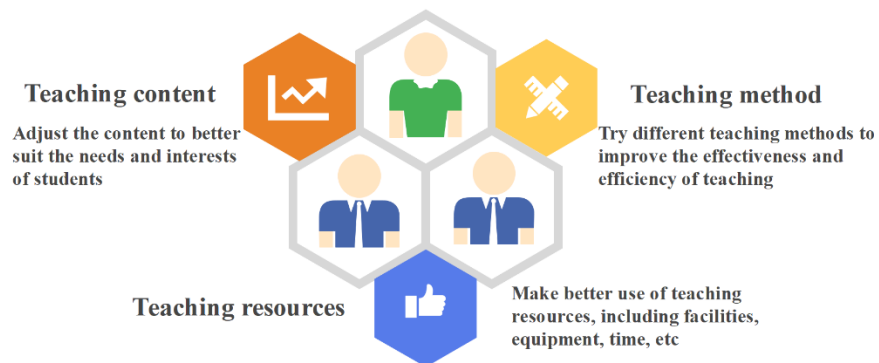 Teaching content
Adjust the content to better
suit the needs and interests
of students
Teaching method
Try different teaching methods to
improve the effectiveness and
efficiency of teaching
Teaching resources
Make better use of teaching
resources, including facilities,
equipment, time, etc